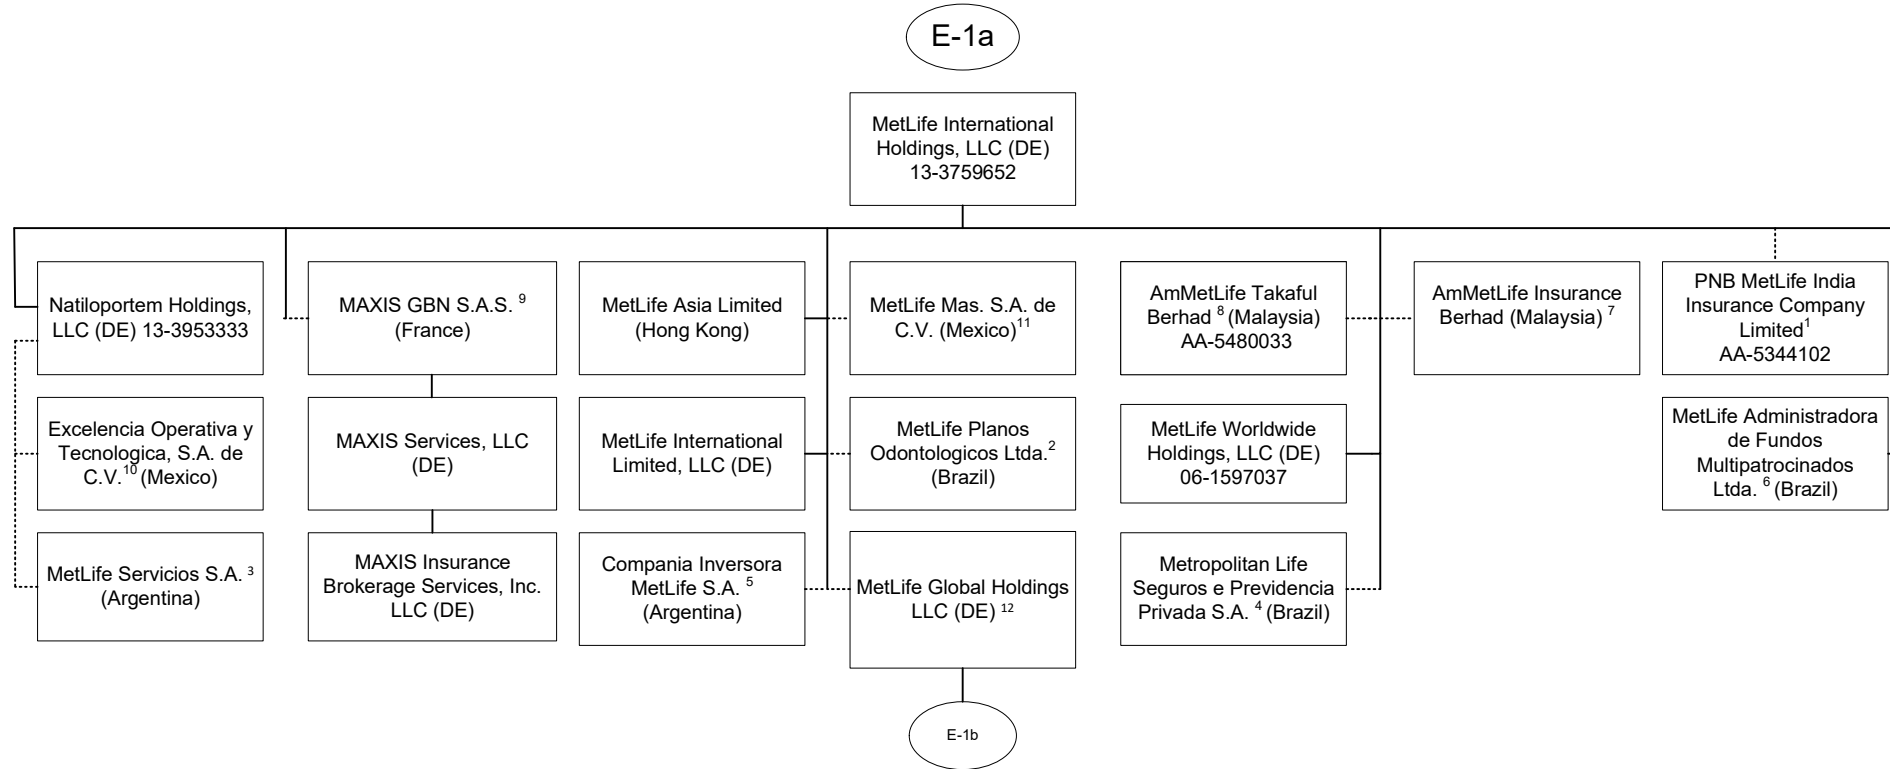 E-1a
MetLife International
Holdings, LLC (DE)
13-3759652
Natiloportem Holdings,
LLC (DE) 13-3953333
MAXIS GBN S.A.S. 9
(France)
MetLife Asia Limited
(Hong Kong)
MetLife Mas. S.A. de
C.V. (Mexico)11
AmMetLife Takaful
Berhad 8 (Malaysia)
AA-5480033
AmMetLife Insurance
Berhad (Malaysia) 7
PNB MetLife India
Insurance Company
Limited1
AA-5344102
Excelencia Operativa y
Tecnologica, S.A. de
C.V.10 (Mexico)
MAXIS Services, LLC
(DE)
MetLife International
Limited, LLC (DE)
MetLife Planos
Odontologicos Ltda.2
(Brazil)
MetLife Worldwide
Holdings, LLC (DE)
06-1597037
MetLife Administradora
de Fundos
Multipatrocinados
Ltda. 6 (Brazil)
MetLife Servicios S.A. 3
(Argentina)
MAXIS Insurance
Brokerage Services, Inc.
LLC (DE)
Compania Inversora
MetLife S.A. 5
(Argentina)
MetLife Global Holdings
LLC (DE) 12
Metropolitan Life
Seguros e Previdencia
Privada S.A. 4 (Brazil)
E-1b